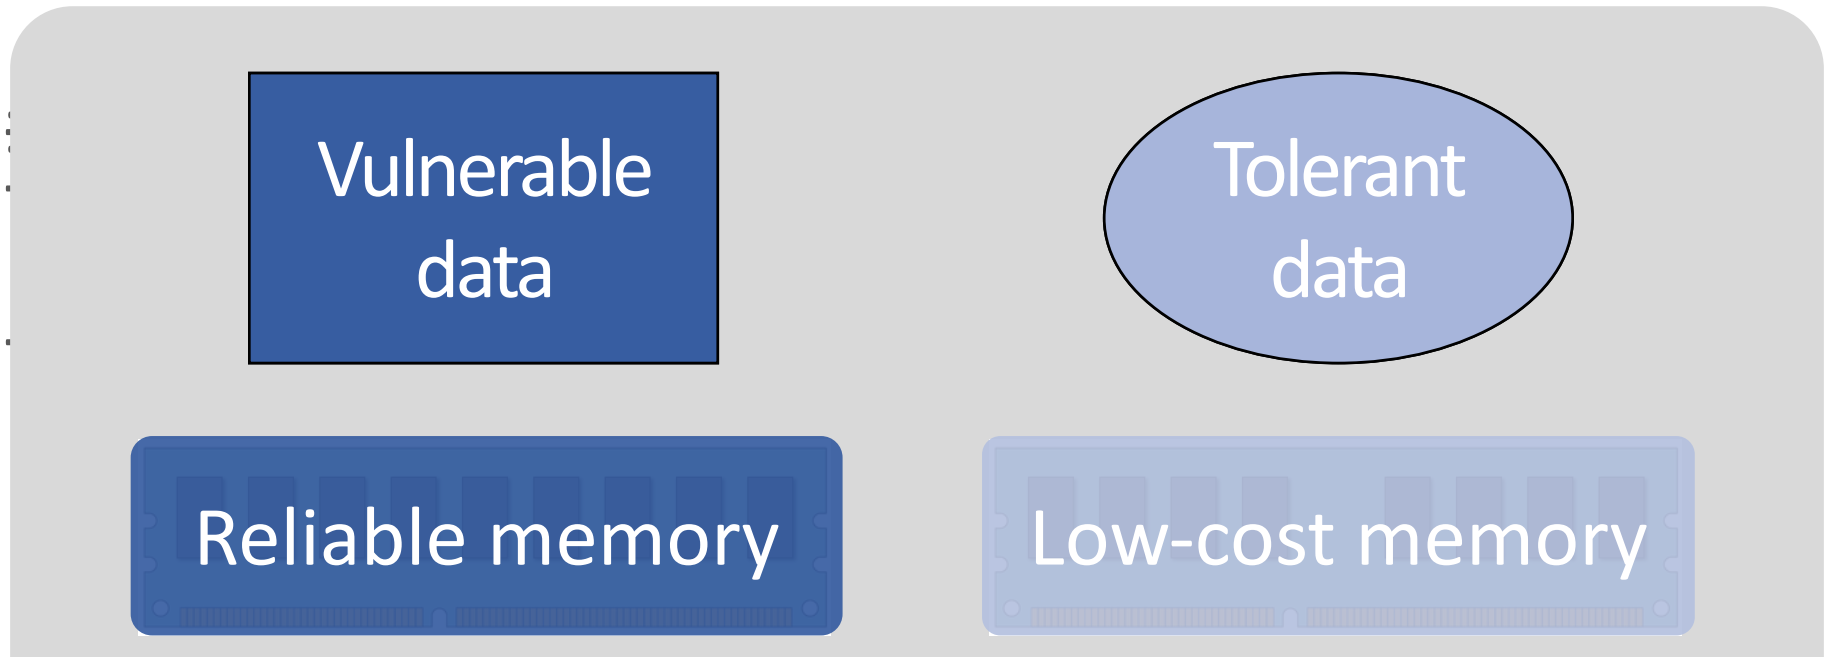 Vulnerable
data
Tolerant
data
Reliable memory
Low-cost memory